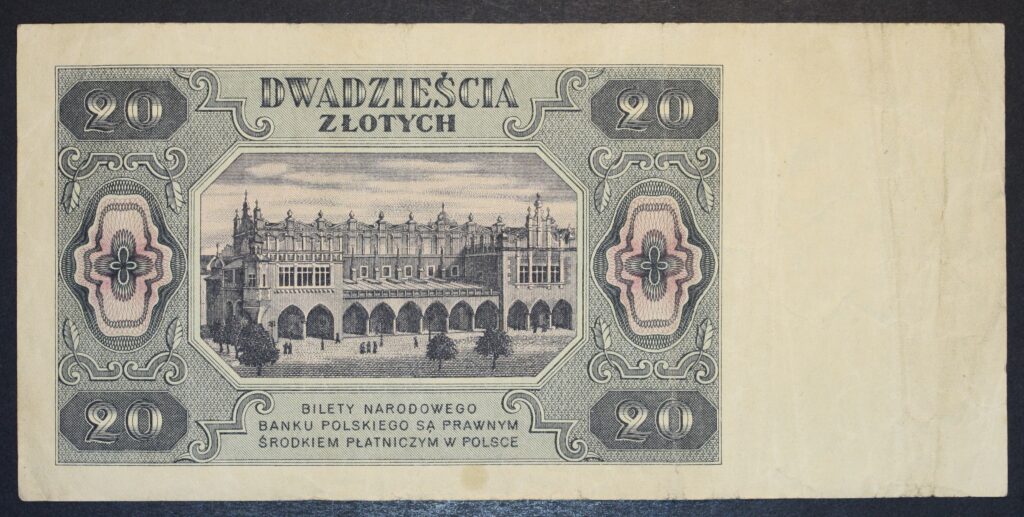 20 DWADZIEŚCIA 20
ZŁOTYCH
20 BILETY NARODOWEGO 20
BANKU POLSKIEGO SĄ PRAWNYM
ŚRODKIEM PŁATNICZYM W POLSCE